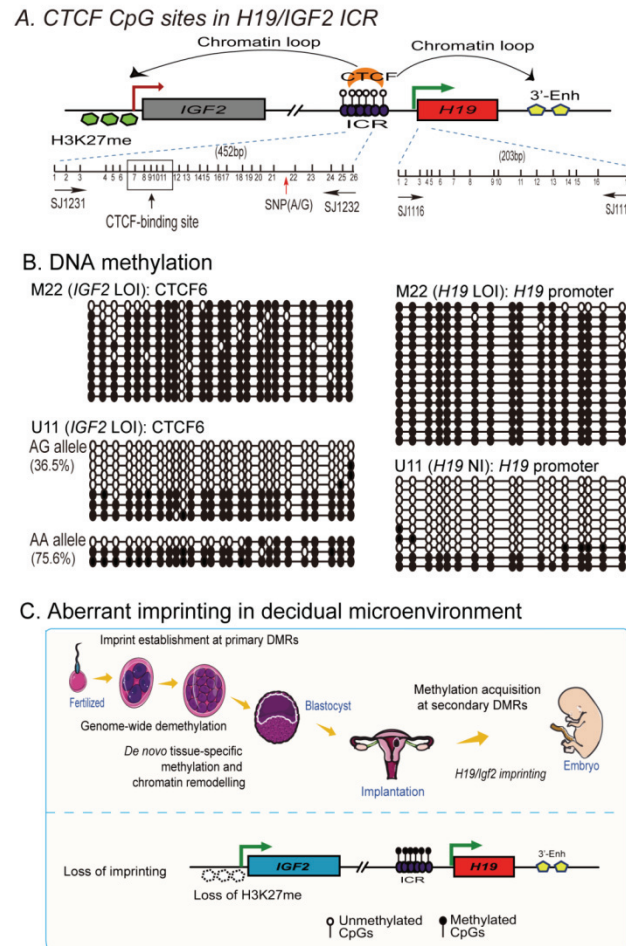 A. CTCF CpG sites in H19/IGF2 ICR
Chromatin loop
Chromatin loop
CTCF
3'-Enh
IGF2
H19
ICR
H3K27me
(452bp)
(203bp)
1 2 3 4 5 6 7 8 9 10 11 12 13 14 15 16 17 18 19 20 21 22 23 24 25 26
1 2 3 4 5 6 7 8 9 10 11 12 13 14 15 16
SJ1231
CTCF-binding site
SNP(A/G)
SJ1232
SJ1116
B. DNA methylation
M22 (IGF2 LOI): CTCF6
M22 (H19 LOI): H19 promoter
U11 (IGF2 LOI): CTCF6
AG allele
(36.5%)
U11 (H19 NI): H19 promoter
AA allele
(75.6%)
C. Aberrant imprinting in decidual microenvironment
Imprint establishment at primary DMRs
Fertilized
Genome-wide demethylation
Blastocyst
De novo tissue-specific
methylation and
chromatin remodelling
Implantation
Methylation acquisition
at secondary DMRs
H19/Igf2 imprinting)
Embryo
Loss of imprinting
IGF2
H19
3'-Enh
ICR
Loss of H3K27me
Unmethylated
CpGs
Methylated
CpGs